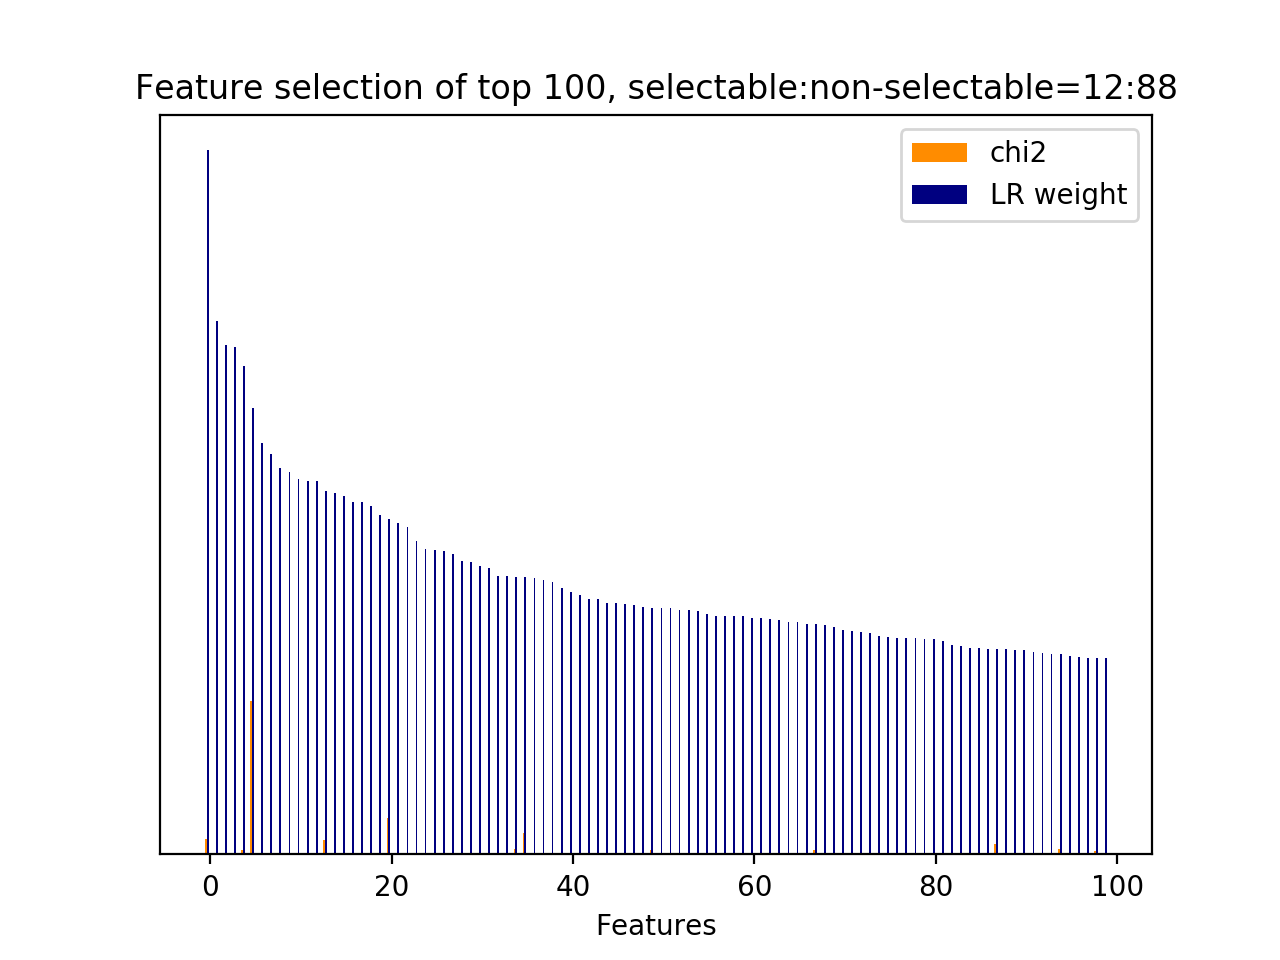 Feature selection of top 100, selectable:non-selectable=12:88
chi2
LR weight
0 20 40 60 80 100
Features